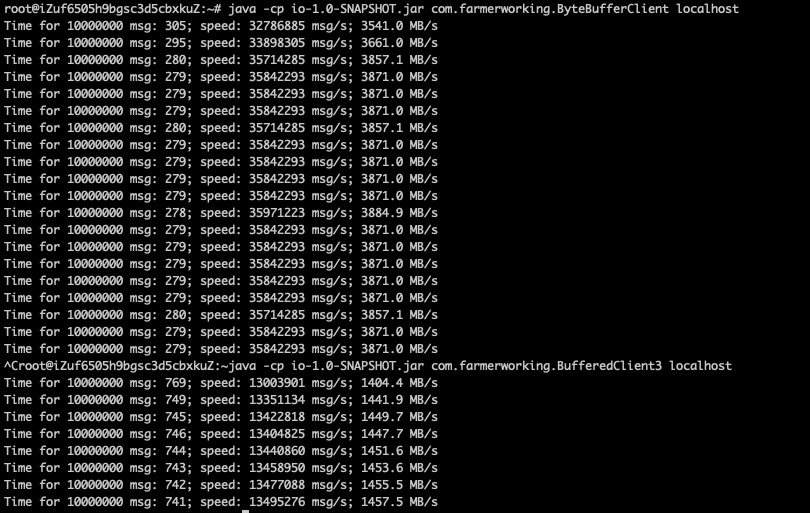 root@iZuf6505h9bgsc3d5cbxkuZ:~# java -cp io-1.0-SNAPSHOT.jar com.farmerworking.ByteBufferClient localhost
Time for 10000000 msg: 305; speed: 32786885 msg/s; 3541.0 MB/s
Time for 10000000 msg: 295; speed: 33898305 msg/s; 3661.0 MB/s
Time for 10000000 msg: 280; speed: 35714285 msg/s; 3857.1 MB/s
Time for 10000000 msg: 279; speed: 35842293 msg/s; 3871.0 MB/s
Time for 10000000 msg: 279; speed: 35842293 msg/s; 3871.0 MB/s
Time for 10000000 msg: 279; speed: 35842293 msg/s; 3871.0 MB/s
Time for 10000000 msg: 280; speed: 35714285 msg/s; 3857.1 MB/s
Time for 10000000 msg: 279; speed: 35842293 msg/s; 3871.0 MB/s
Time for 10000000 msg: 279; speed: 35842293 msg/s; 3871.0 MB/s
Time for 10000000 msg: 279; speed: 35842293 msg/s; 3871.0 MB/s
Time for 10000000 msg: 279; speed: 35842293 msg/s; 3871.0 MB/s
Time for 10000000 msg: 278; speed: 35971223 msg/s; 3884.9 MB/s
Time for 10000000 msg: 279; speed: 35842293 msg/s; 3871.0 MB/s
Time for 10000000 msg: 279; speed: 35842293 msg/s; 3871.0 MB/s
Time for 10000000 msg: 279; speed: 35842293 msg/s; 3871.0 MB/s
Time for 10000000 msg: 279; speed: 35842293 msg/s; 3871.0 MB/s
Time for 10000000 msg: 279; speed: 35842293 msg/s; 3871.0 MB/s
Time for 10000000 msg: 280; speed: 35714285 msg/s; 3857.1 MB/s
Time for 10000000 msg: 279; speed: 35842293 msg/s; 3871.0 MB/s
Time for 10000000 msg: 279; speed: 35842293 msg/s; 3871.0 MB/s
^Croot@iZuf6505h9bgsc3d5cbxkuZ:~java -cp io-1.0-SNAPSHOT.jar com.farmerworking.BufferedClient3 localhost
Time for 10000000 msg: 769; speed: 13003901 msg/s; 1404.4 MB/s
Time for 10000000 msg: 749; speed: 13351134 msg/s; 1441.9 MB/s
Time for 10000000 msg: 745; speed: 13422818 msg/s; 1449.7 MB/s
Time for 10000000 msg: 746; speed: 13404825 msg/s; 1447.7 MB/s
Time for 10000000 msg: 744; speed: 13440860 msg/s; 1451.6 MB/s
Time for 10000000 msg: 743; speed: 13458950 msg/s; 1453.6 MB/s
Time for 10000000 msg: 742; speed: 13477088 msg/s; 1455.5 MB/s
Time for 10000000 msg: 741; speed: 13495276 msg/s; 1457.5 MB/s